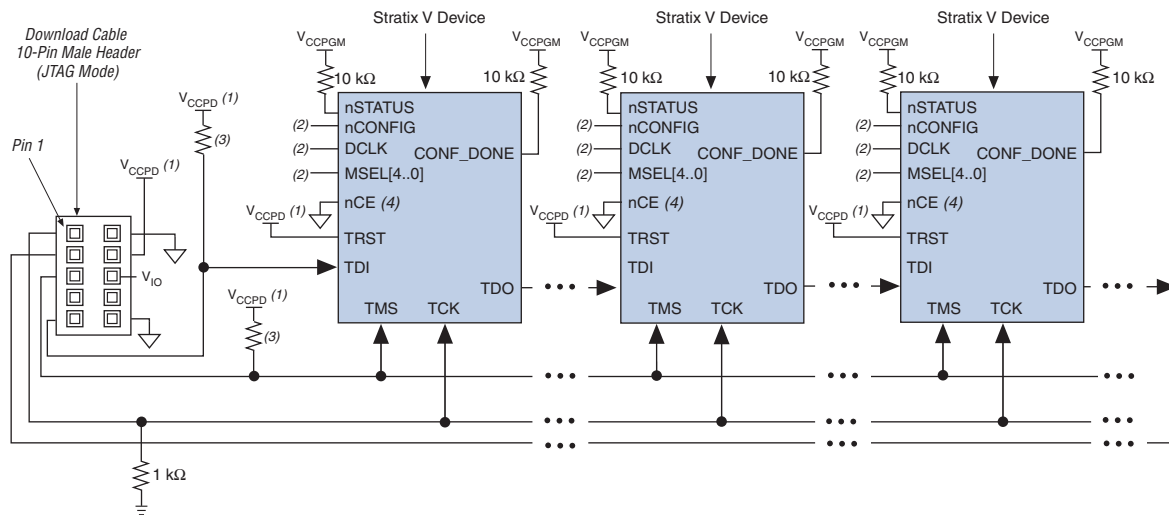 Download Cable
10-Pin Male Header
(JTAG Mode)
Pin 1
VCCPD (1)
(3)
VCCPD (1)
VIO
VCCPD (1)
(3)
1 kΩ
Stratix V Device
VCCPGM
VCCPGM
10 kΩ
10 kΩ
nSTATUS
(2) nCONFIG
(2) DCLK
CONF_DONE
(2) MSEL[4..0]
nCE (4)
VCCPD (1)
TRST
TDI
TDO
TMS TCK
Stratix V Device
VCCPGM
VCCPGM
10 kΩ
10 kΩ
nSTATUS
(2) nCONFIG
(2) DCLK
CONF_DONE
(2) MSEL[4..0]
nCE (4)
VCCPD (1)
TRST
TDI
TDO
TMS TCK
Stratix V Device
VCCPGM
VCCPGM
10 kΩ
10 kΩ
nSTATUS
(2) nCONFIG
(2) DCLK
CONF_DONE
(2) MSEL[4..0]
nCE (4)
VCCPD (1)
TRST
TDI
TDO
TMS TCK